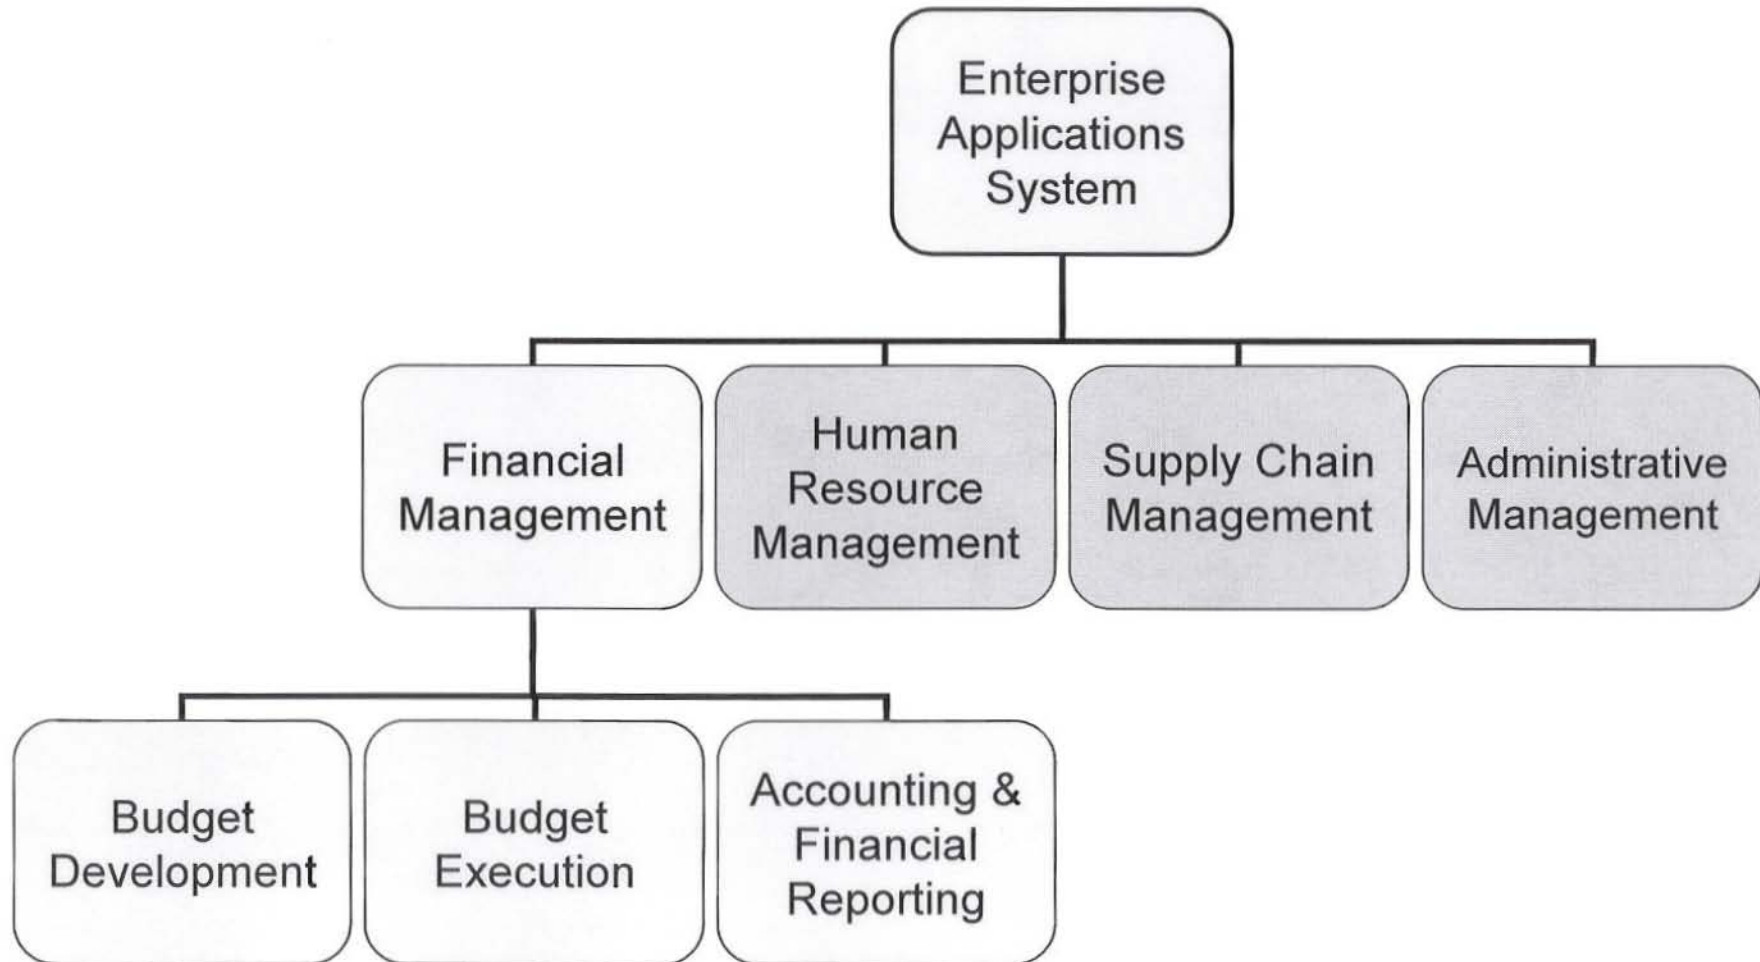 Enterprise
Applications
System
Financial
Management
Human
Resource
Management
Supply Chain
Management
Administrative
Management
Budget
Development
Budget
Execution
Accounting &
Financial
Reporting